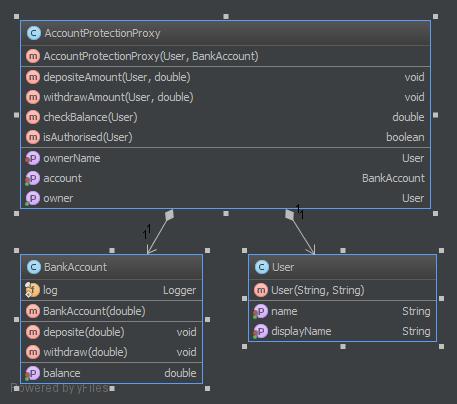 C AccountProtectionProxy
m AccountProtectionProxy(User, BankAccount)
m depositeAmount(User, double) void
m withdrawAmount(User, double) void
m checkBalance(User) double
m isAuthorised(User) boolean
P ownerName User
P account BankAccount
P owner User
1 1 1 1
C BankAccount
f log Logger
m BankAccount(double)
m deposite(double) void
m withdraw(double) void
P balance double
C User
m User(String, String)
P name String
P displayName String
Powered by yFiles